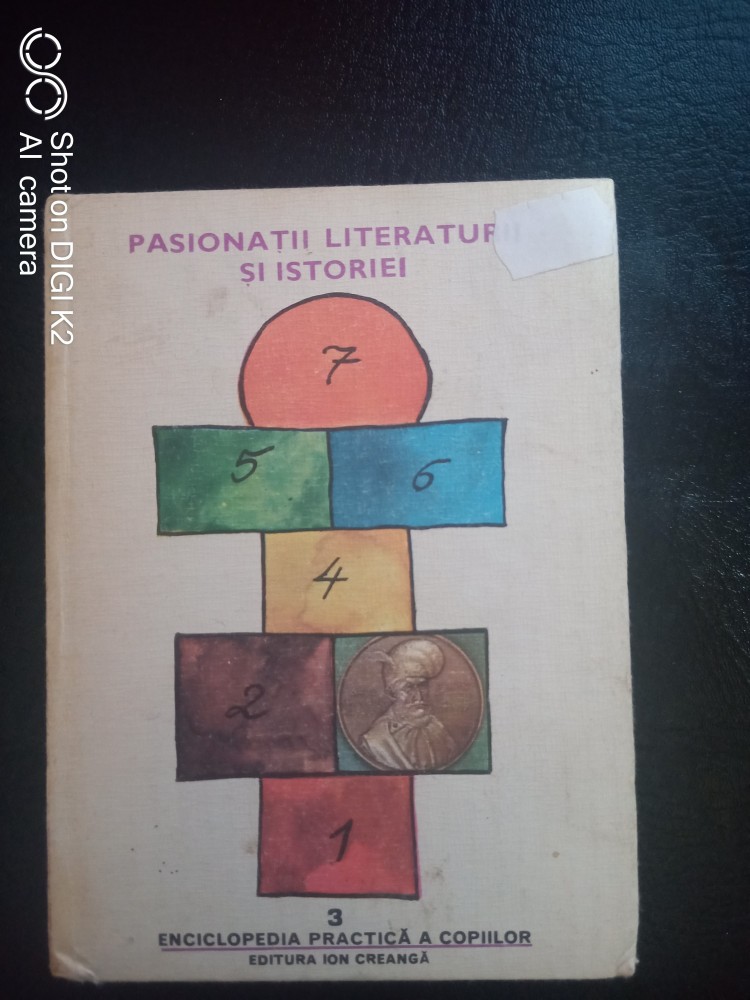 Shot on DIGI K2
AI camera
PASIONAȚII LITERATURII
ȘI ISTORIEI
7
5 6
4
2
1
3
ENCICLOPEDIA PRACTICĂ A COPIILOR
EDITURA ION CREANGĂ